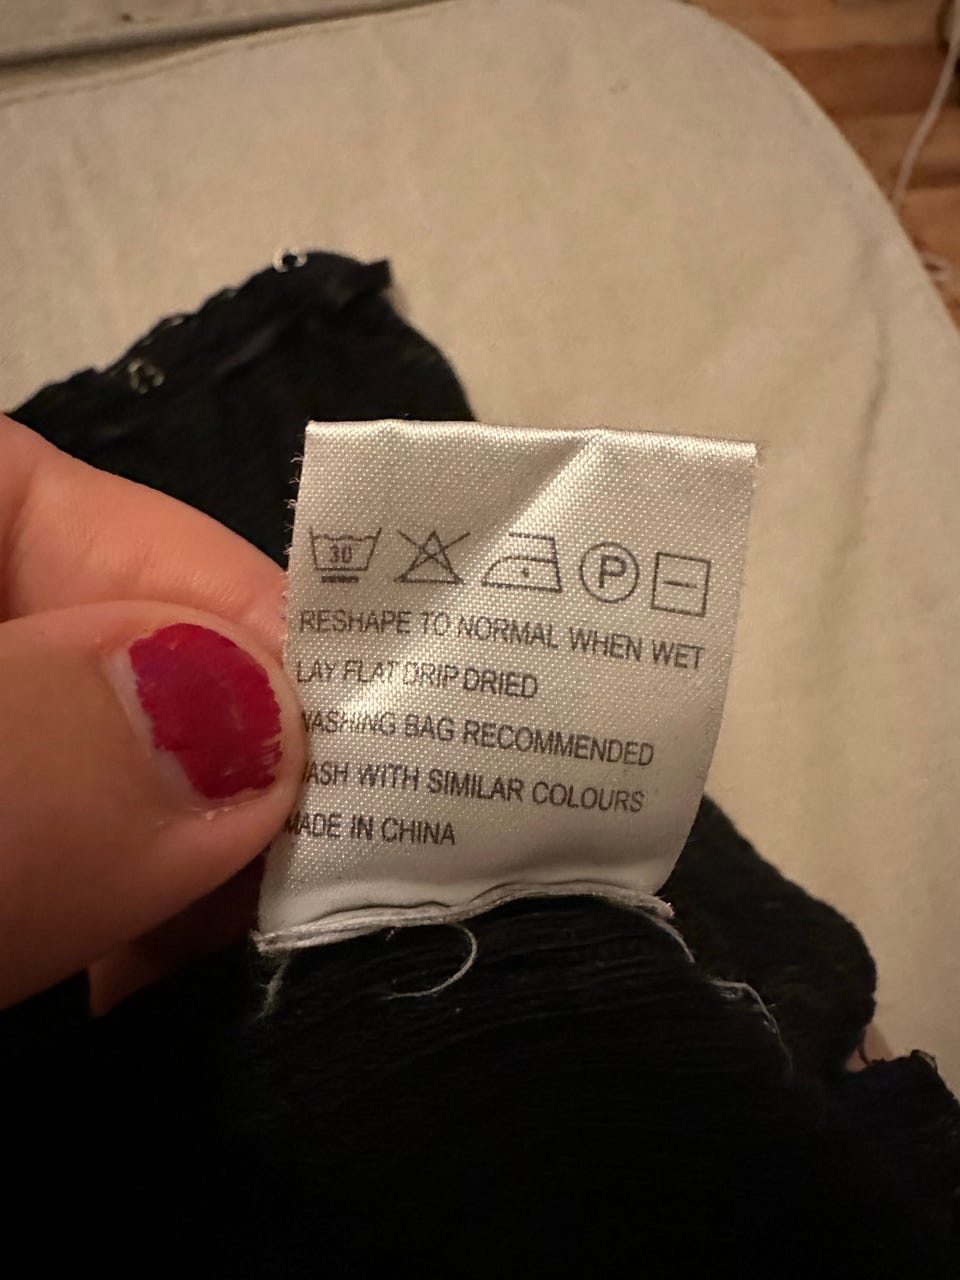 30 P
RESHAPE TO NORMAL WHEN WET
LAY FLAT DRIP DRIED
WASHING BAG RECOMMENDED
WASH WITH SIMILAR COLOURS
MADE IN CHINA